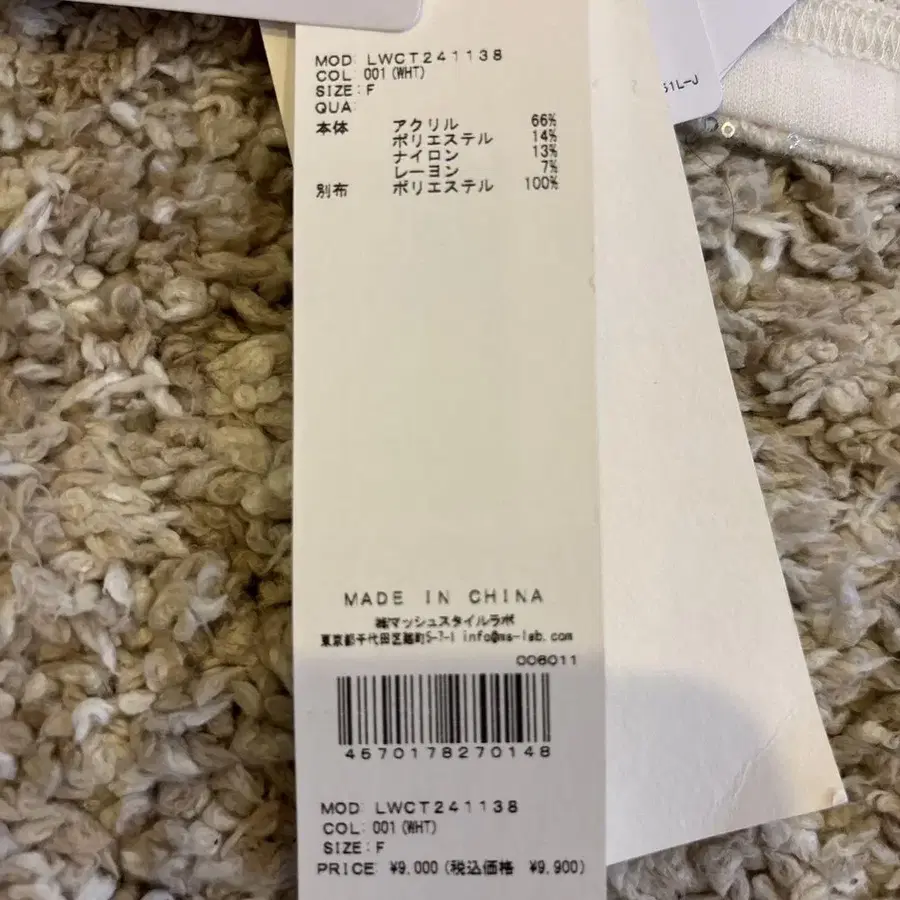 MOD: LWCT241138
COL: 001(WHT)
SIZE: F
QUA:
本体 アクリル 66%
ポリエステル 14%
ナイロン 13%
レーヨン 7%
別布 ポリエステル 100%
51L-J
MADE IN CHINA
㈱マッシュスタイルラボ
東京都千代田区麹町5-7-1 info@ms-lab.com
006011
4570178270148
MOD: LWCT241138
COL: 001(WHT)
SIZE: F
PRICE: ¥9,000(税込価格 ¥9,900)